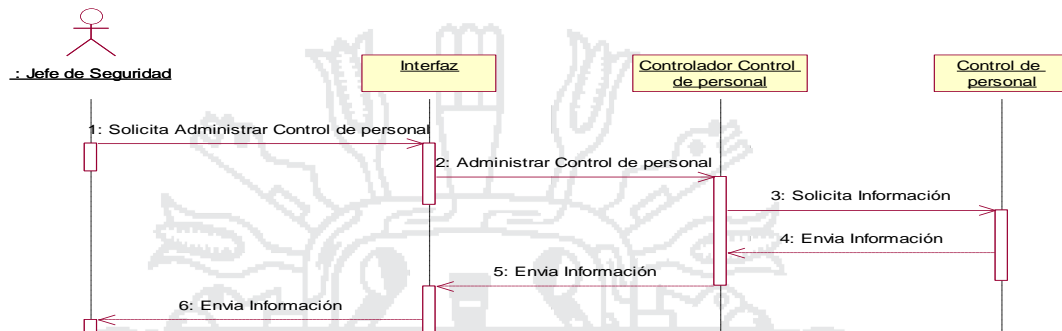 : Jefe de Seguridad
Interfaz
Controlador Control
de personal
Control de
personal
1: Solicita Administrar Control de personal
2: Administrar Control de personal
3: Solicita Información
4: Envia Información
5: Envia Información
6: Envia Información